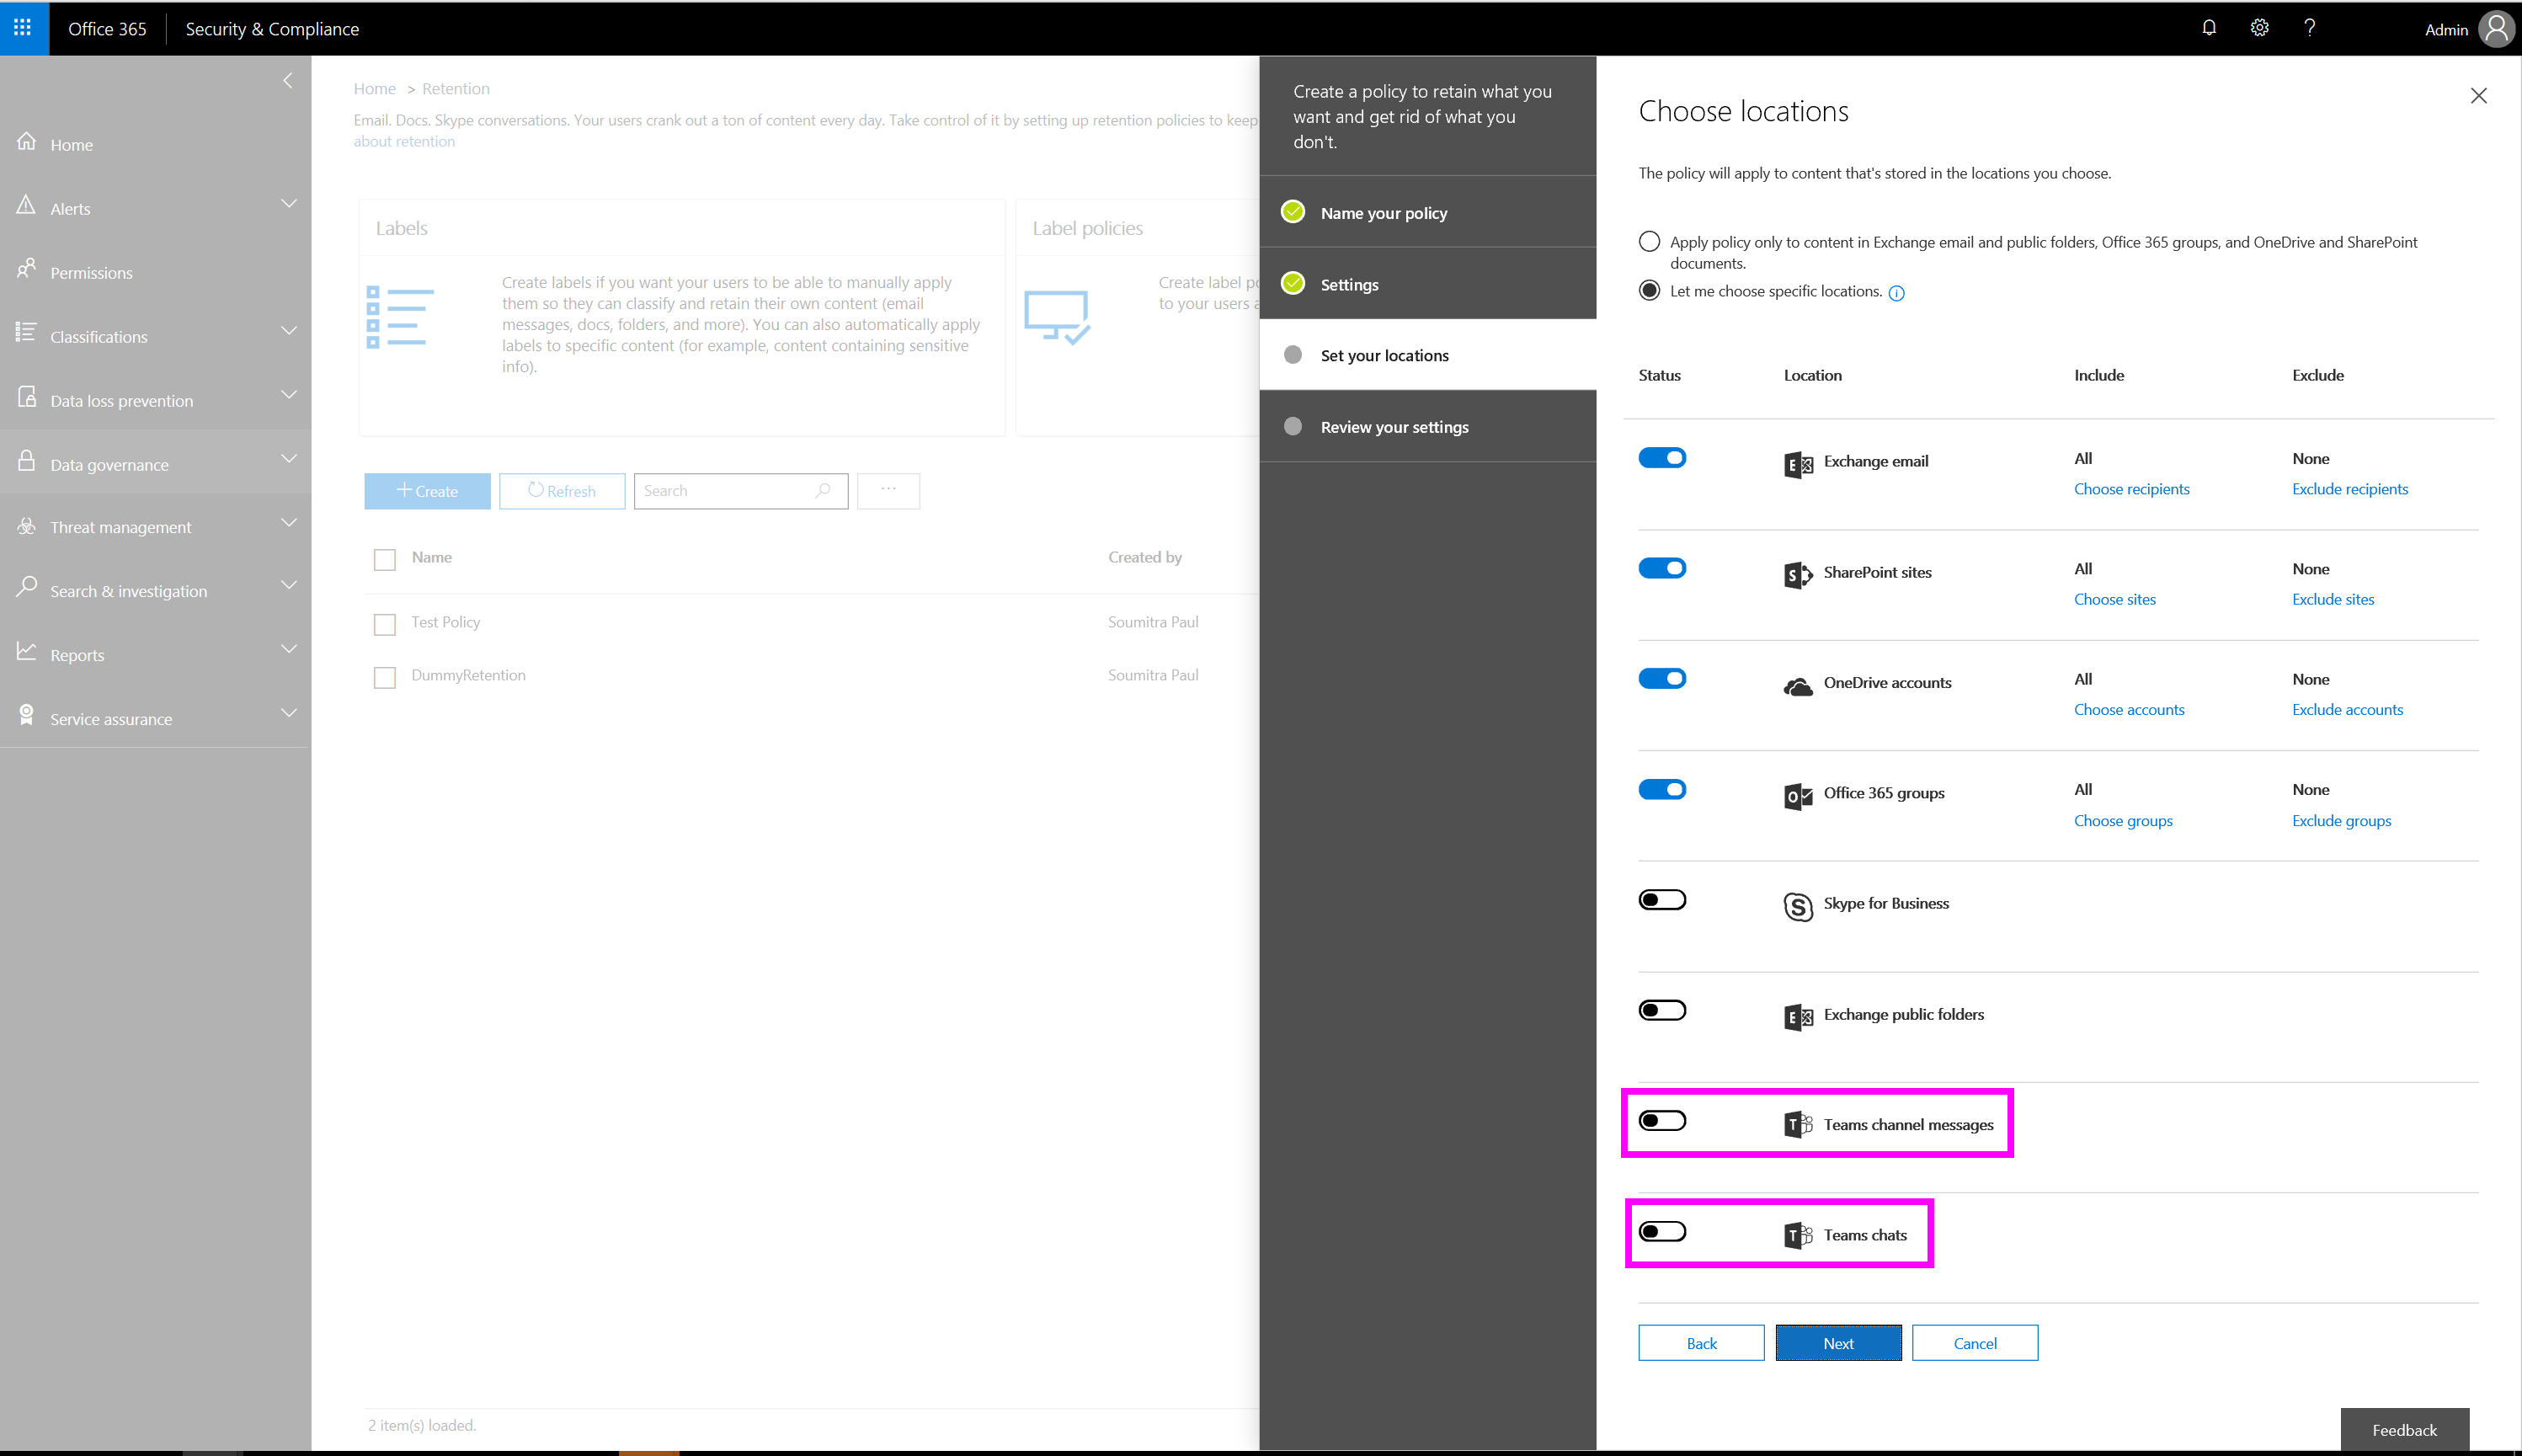 Office 365
Security & Compliance
Admin
Home
Alerts
Permissions
Classifications
Data loss prevention
Data governance
Threat management
Search & investigation
Reports
Service assurance
Home > Retention
Email. Docs. Skype conversations. Your users crank out a ton of content every day. Take control of it by setting up retention policies to keep
about retention
Labels
Create labels if you want your users to be able to manually apply
them so they can classify and retain their own content (email
messages, docs, folders, and more). You can also automatically apply
labels to specific content (for example, content containing sensitive
info).
Label policies
Create label
to your users
Create
Refresh
Search
Name
Created by
Test Policy
Soumitra Paul
DummyRetention
Soumitra Paul
2 item(s) loaded.
Create a policy to retain what you
want and get rid of what you
don't.
Name your policy
Settings
Set your locations
Review your settings
Choose locations
The policy will apply to content that's stored in the locations you choose.
Apply policy only to content in Exchange email and public folders, Office 365 groups, and OneDrive and SharePoint
documents.
Let me choose specific locations.
Status
Location
Include
Exclude
Exchange email
All
None
Choose recipients
Exclude recipients
SharePoint sites
All
None
Choose sites
Exclude sites
OneDrive accounts
All
None
Choose accounts
Exclude accounts
Office 365 groups
All
None
Choose groups
Exclude groups
Skype for Business
Exchange public folders
Teams channel messages
Teams chats
Back
Next
Cancel
Feedback